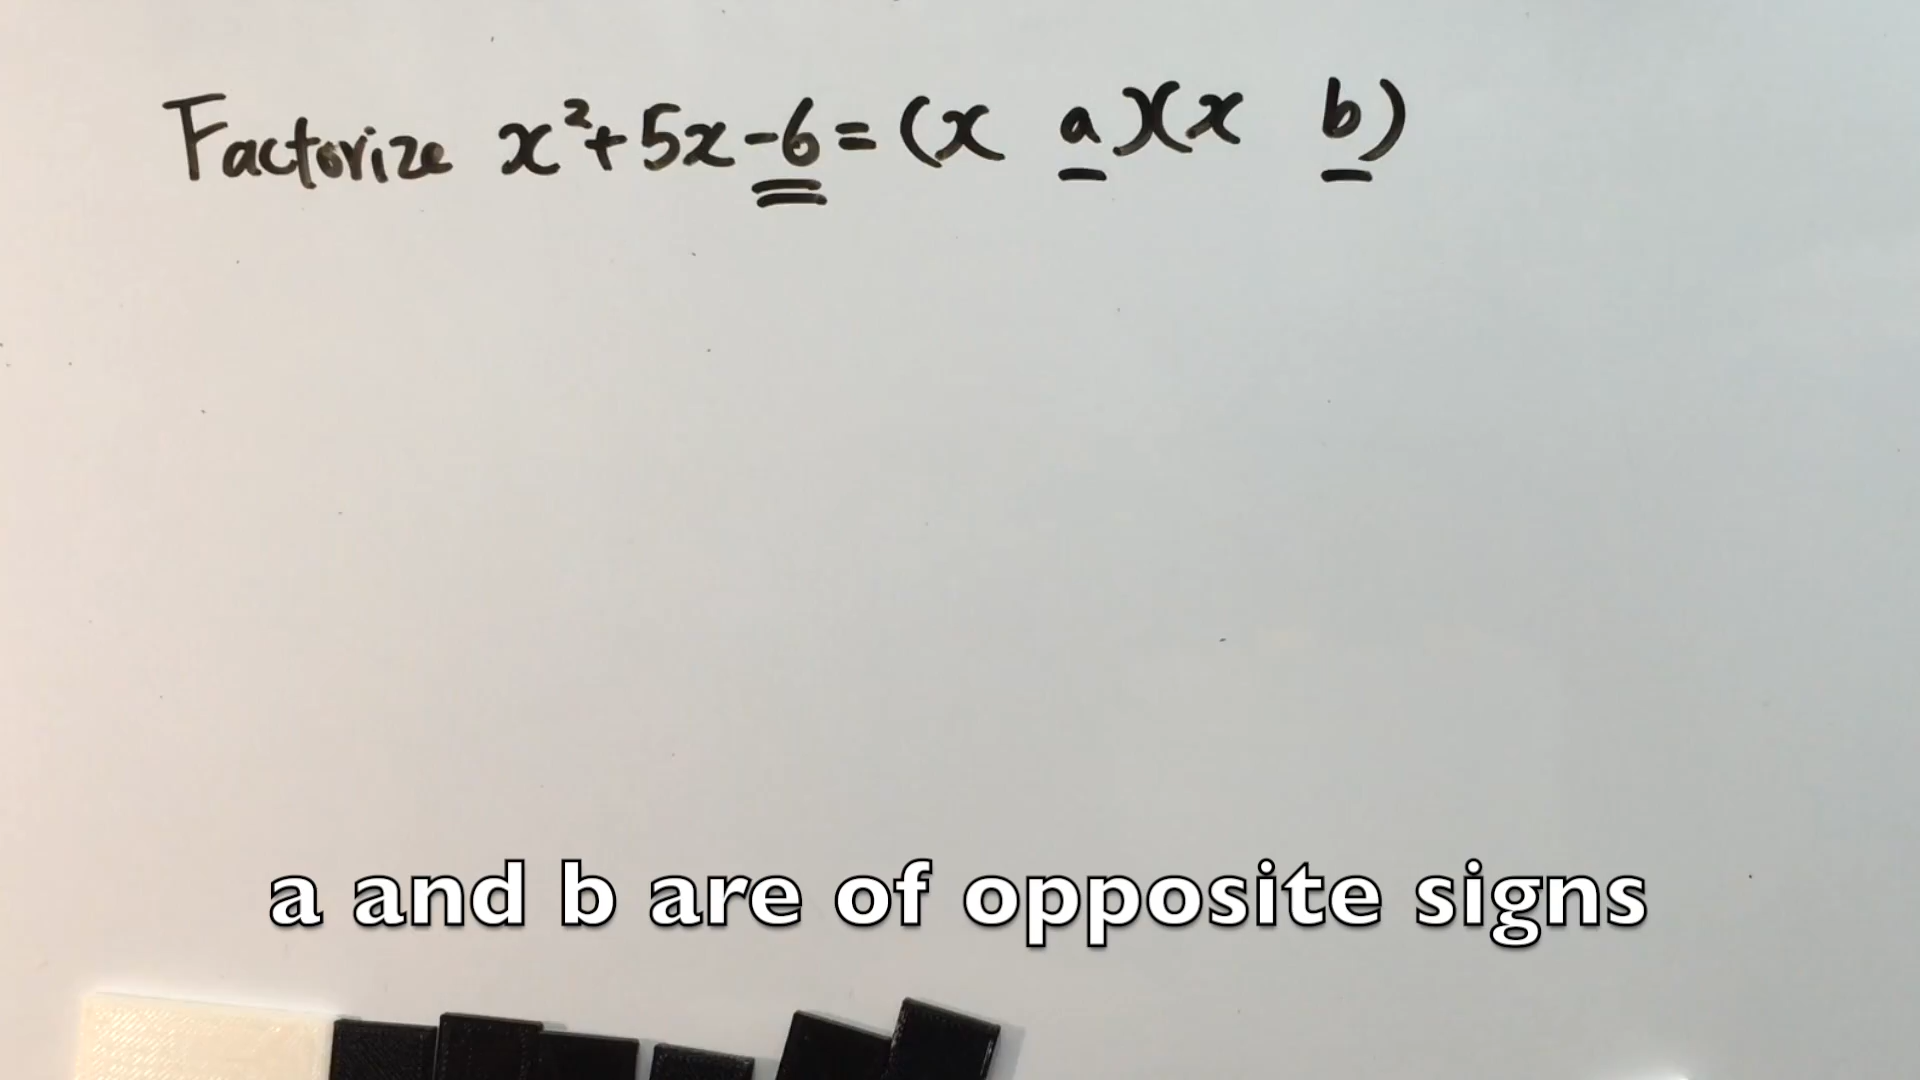 Factorize x²+5x-6=(x a)(x b)
a and b are of opposite signs